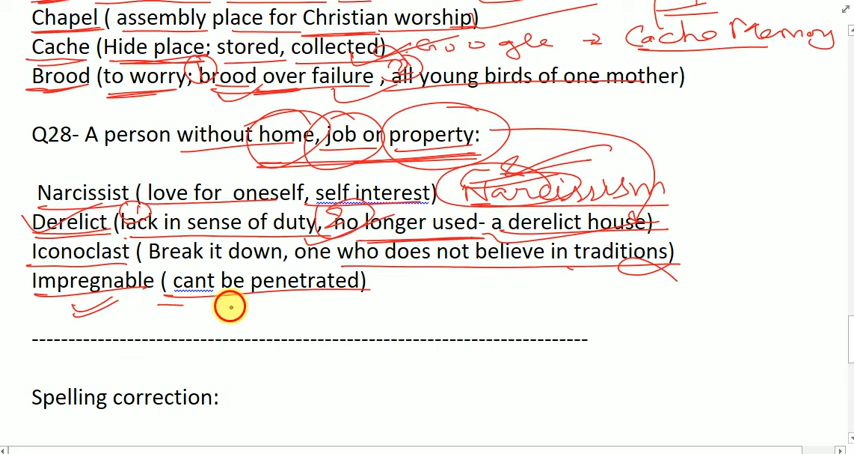 Chapel ( assembly place for Christian worship)
Cache (Hide place; stored, collected) Google → Cache Memory
Brood (to worry; brood over failure , all young birds of one mother)
Q28- A person without home, job or property:
Narcissist ( love for oneself, self interest) Narcissism
Derelict (lack in sense of duty, no longer used- a derelict house)
Iconoclast ( Break it down, one who does not believe in traditions)
Impregnable ( cant be penetrated)
--------------------------------------------------------------------------------
Spelling correction: